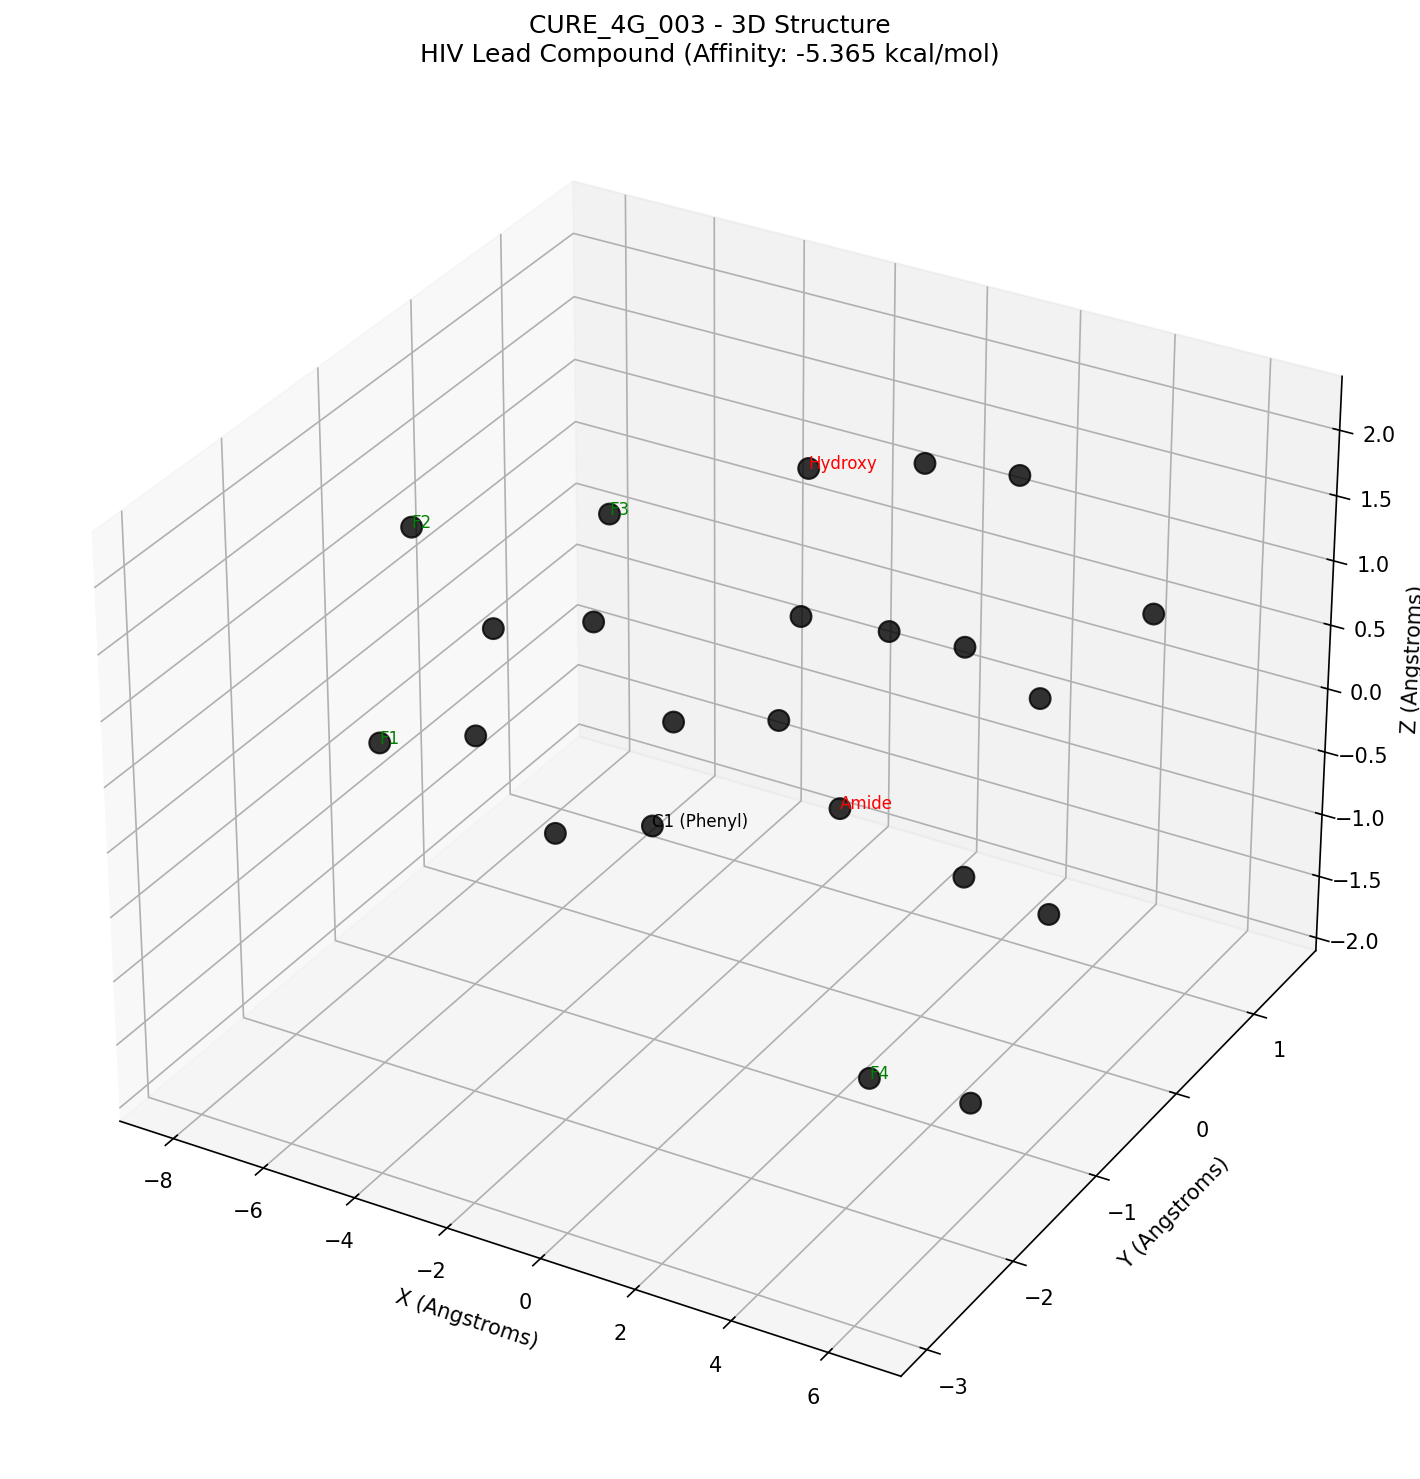 CURE_4G_003 - 3D Structure
HIV Lead Compound (Affinity: -5.365 kcal/mol)
Hydroxy
F3
F2
F1
Amide
C1 (Phenyl)
F4
2.0
1.5
1.0
0.5
0.0
−0.5
−1.0
−1.5
−2.0
Z (Angstroms)
1
0
−1
−2
−3
Y (Angstroms)
−8
−6
−4
−2
0
2
4
6
X (Angstroms)